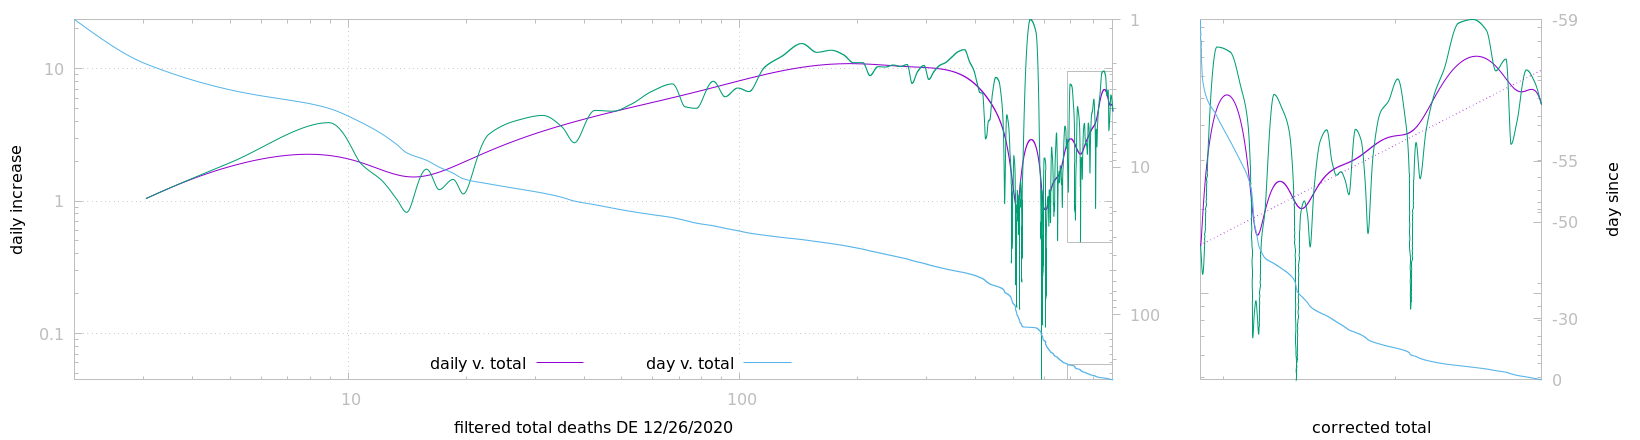 daily increase
10
1
0.1
10
100
filtered total deaths DE 12/26/2020
daily v. total
day v. total
1
10
100
-59
-55
-50
-30
0
day since
corrected total